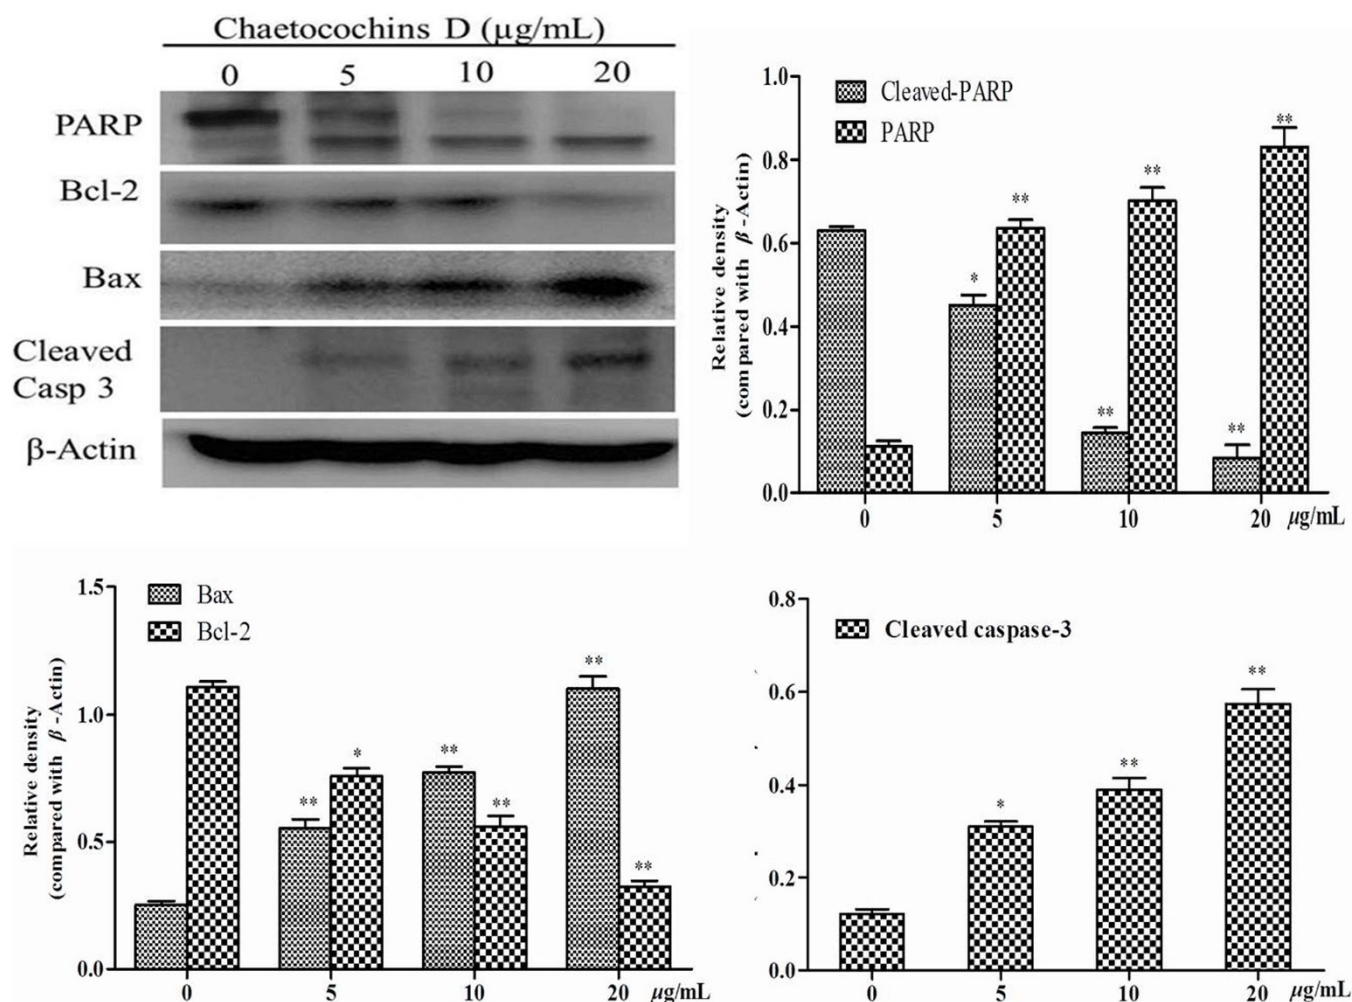 Chaetocochins D (µg/mL)
0 5 10 20
PARP
Bcl-2
Bax
Cleaved
Casp 3
β-Actin
Cleaved-PARP
PARP
Relative density
(compared with β-Actin)
1.0
0.8
0.6
0.4
0.2
0.0
*
**
**
**
**
**
0 5 10 20 µg/mL
Bax
Bcl-2
Relative density
(compared with β-Actin)
1.5
1.0
0.5
0.0
**
*
**
**
**
**
0 5 10 20 µg/mL
Cleaved caspase-3
0.8
0.6
0.4
0.2
0.0
*
**
**
0 5 10 20 µg/mL